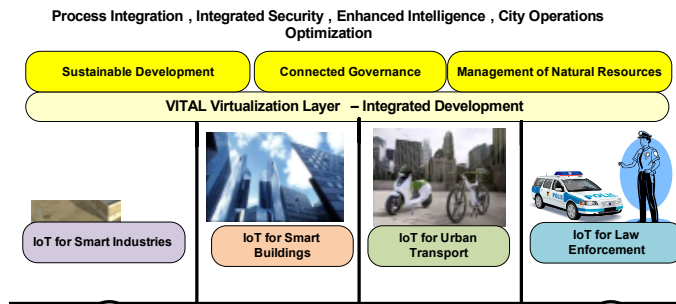 Process Integration , Integrated Security , Enhanced Intelligence , City Operations
Optimization
Sustainable Development
Connected Governance
Management of Natural Resources
VITAL Virtualization Layer – Integrated Development
POLIS
IoT for Smart Industries
IoT for Smart
Buildings
IoT for Urban
Transport
IoT for Law
Enforcement